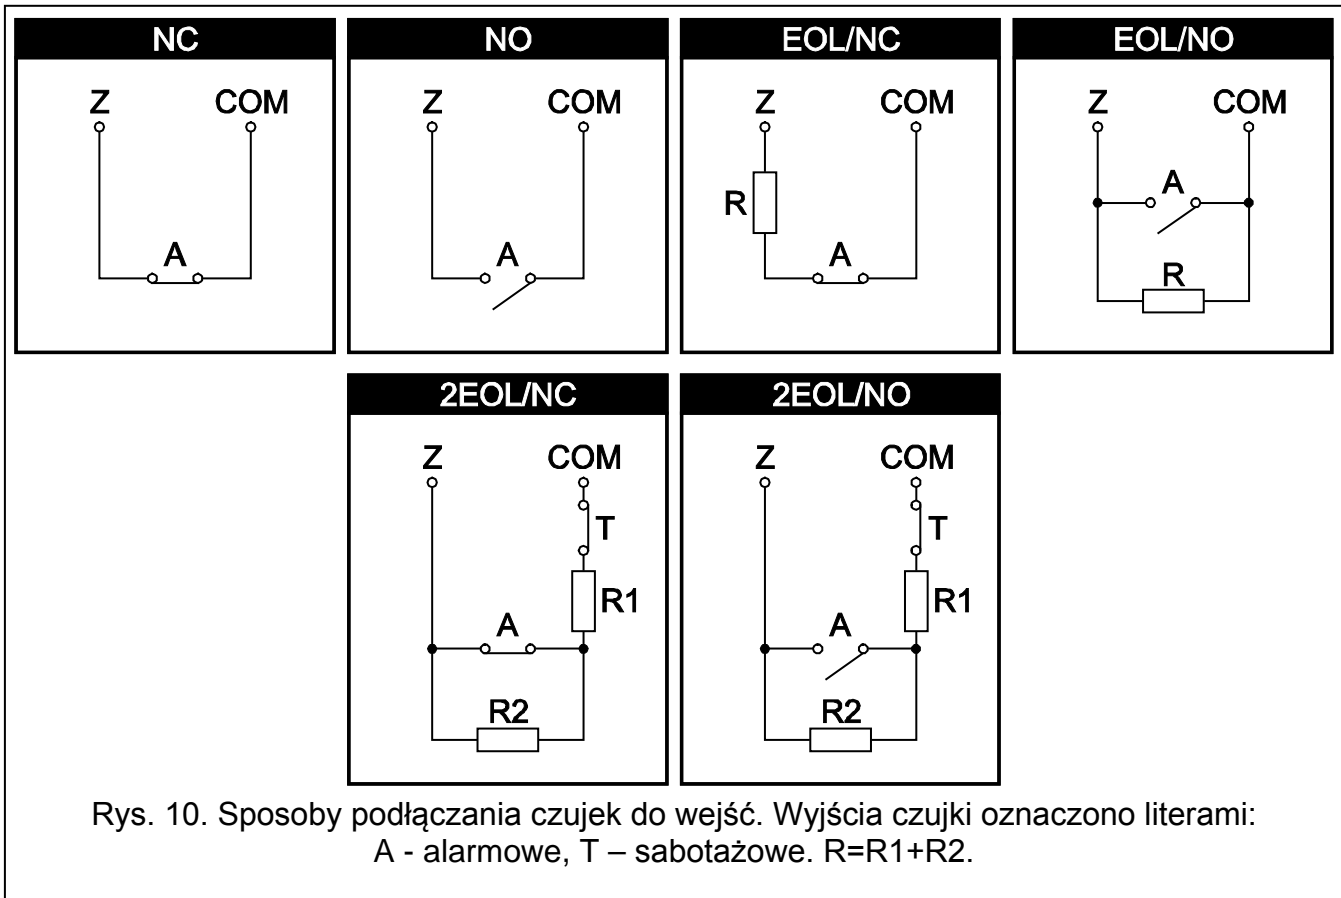 NC
Z COM
A
NO
Z COM
A
EOL/NC
Z COM
R
A
EOL/NO
Z COM
A
R
2EOL/NC
Z COM
T
R1
A
R2
2EOL/NO
Z COM
T
R1
A
R2
Rys. 10. Sposoby podłączania czujek do wejść. Wyjścia czujki oznaczono literami:
A - alarmowe, T – sabotażowe. R=R1+R2.